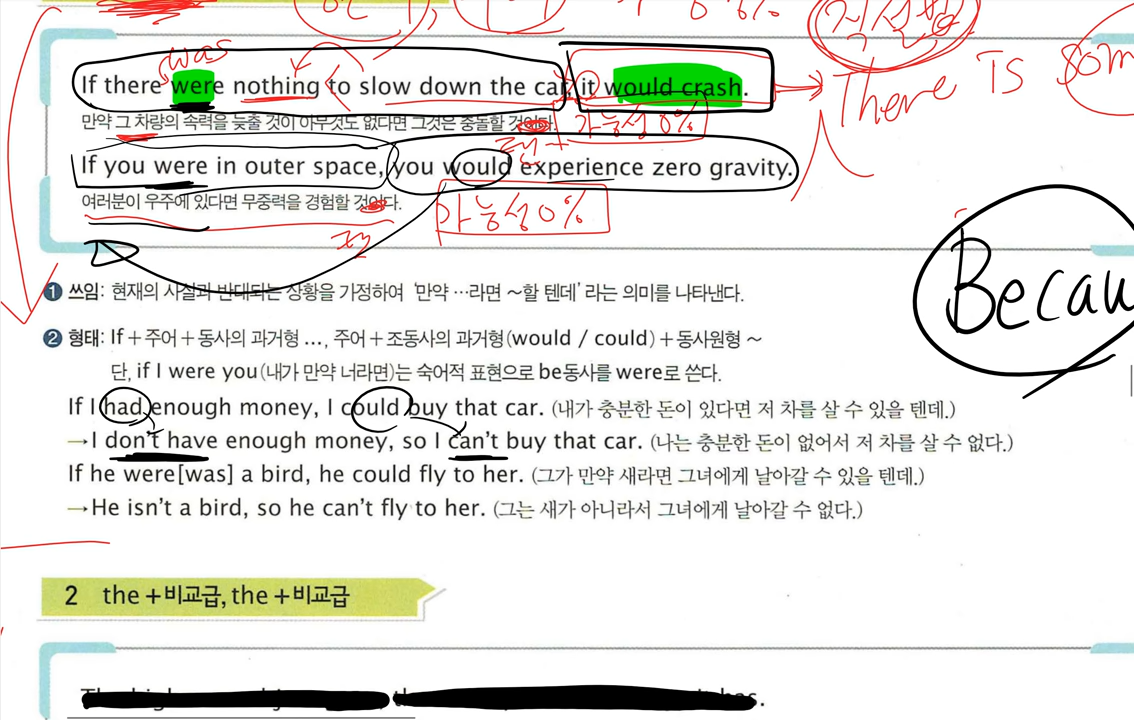 was
If there were nothing to slow down the car, it would crash.
만약 그 차량의 속력을 늦출 것이 아무것도 없다면 그것은 충돌할 것이다.
가능성 0%
There is som
If you were in outer space, you would experience zero gravity.
여러분이 우주에 있다면 무중력을 경험할 것이다.
가능성 0%
Becau
1 쓰임: 현재의 사실과 반대되는 상황을 가정하여 ‘만약 …라면 ~할 텐데’ 라는 의미를 나타낸다.
2 형태: If + 주어 + 동사의 과거형 …, 주어 + 조동사의 과거형(would / could) + 동사원형 ~
단, if I were you(내가 만약 너라면)는 숙어적 표현으로 be동사를 were로 쓴다.
If I had enough money, I could buy that car. (내가 충분한 돈이 있다면 저 차를 살 수 있을 텐데.)
→ I don’t have enough money, so I can’t buy that car. (나는 충분한 돈이 없어서 저 차를 살 수 없다.)
If he were[was] a bird, he could fly to her. (그가 만약 새라면 그녀에게 날아갈 수 있을 텐데.)
→ He isn’t a bird, so he can’t fly to her. (그는 새가 아니라서 그녀에게 날아갈 수 없다.)
2 the + 비교급, the + 비교급